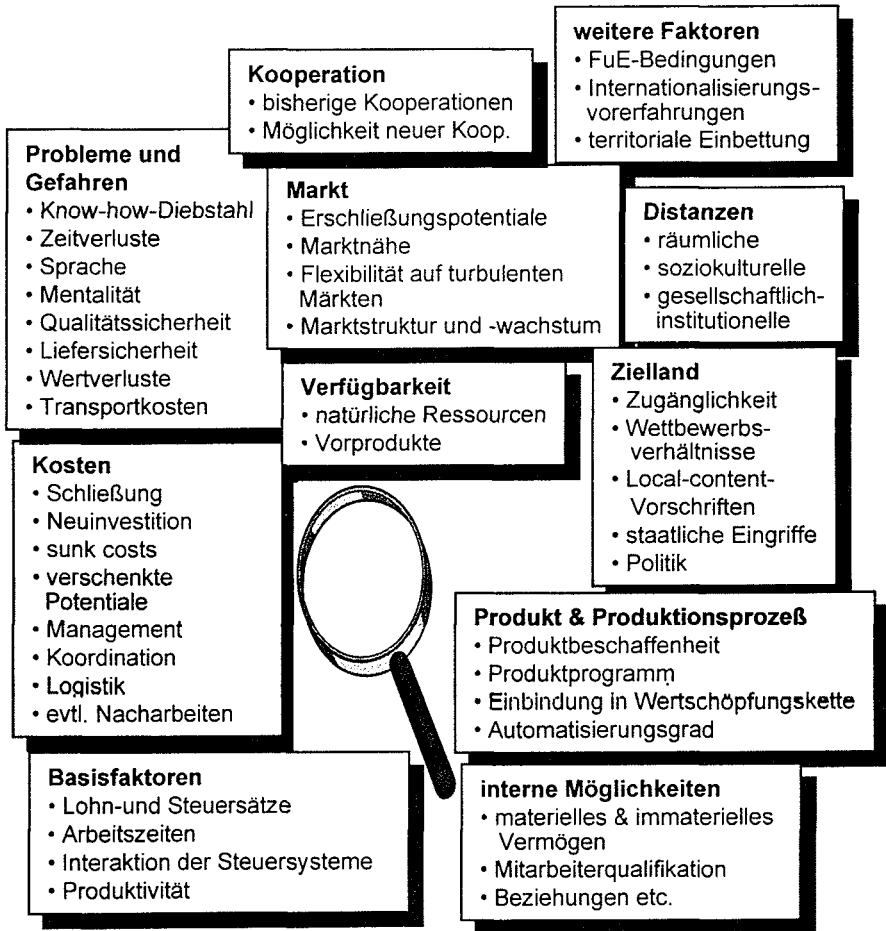 weitere Faktoren
• FuE-Bedingungen
• Internationalisierungs-
vorerfahrungen
• territoriale Einbettung
Kooperation
• bisherige Kooperationen
• Möglichkeit neuer Koop.
Probleme und
Gefahren
• Know-how-Diebstahl
• Zeitverluste
• Sprache
• Mentalität
• Qualitätssicherheit
• Liefersicherheit
• Wertverluste
• Transportkosten
Markt
• Erschließungspotentiale
• Marktnähe
• Flexibilität auf turbulenten
Märkten
• Marktstruktur und -wachstum
Distanzen
• räumliche
• soziokulturelle
• gesellschaftlich-
institutionelle
Verfügbarkeit
• natürliche Ressourcen
• Vorprodukte
Zielland
• Zugänglichkeit
• Wettbewerbs-
verhältnisse
• Local-content-
Vorschriften
• staatliche Eingriffe
• Politik
Kosten
• Schließung
• Neuinvestition
• sunk costs
• verschenkte
Potentiale
• Management
• Koordination
• Logistik
• evtl. Nacharbeiten
Produkt & Produktionsprozeß
• Produktbeschaffenheit
• Produktprogramm
• Einbindung in Wertschöpfungskette
• Automatisierungsgrad
Basisfaktoren
• Lohn-und Steuersätze
• Arbeitszeiten
• Interaktion der Steuersysteme
• Produktivität
interne Möglichkeiten
• materielles & immaterielles
Vermögen
• Mitarbeiterqualifikation
• Beziehungen etc.